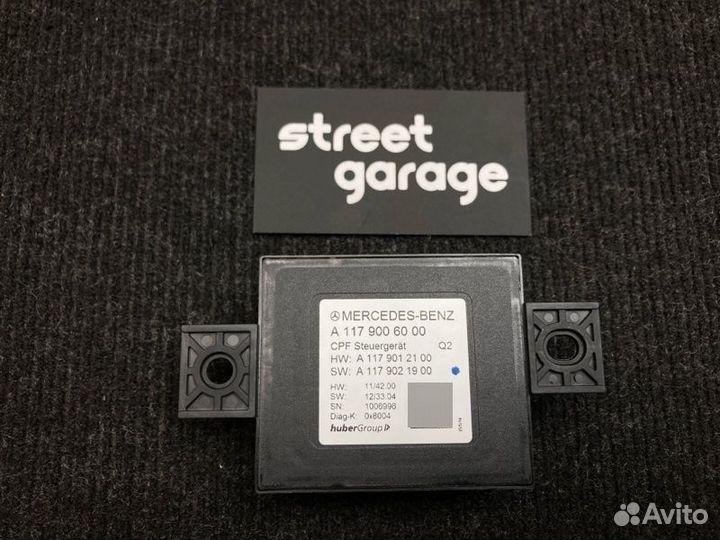 street
garage
MERCEDES-BENZ
A 117 900 60 00
CPF Steuergerät Q2
HW: A 117 901 21 00
SW: A 117 902 19 00
HW: 11/42.00
SW: 12/33.04
SN: 1006996
Diag-K: 0x8004
huberGroup
Avito